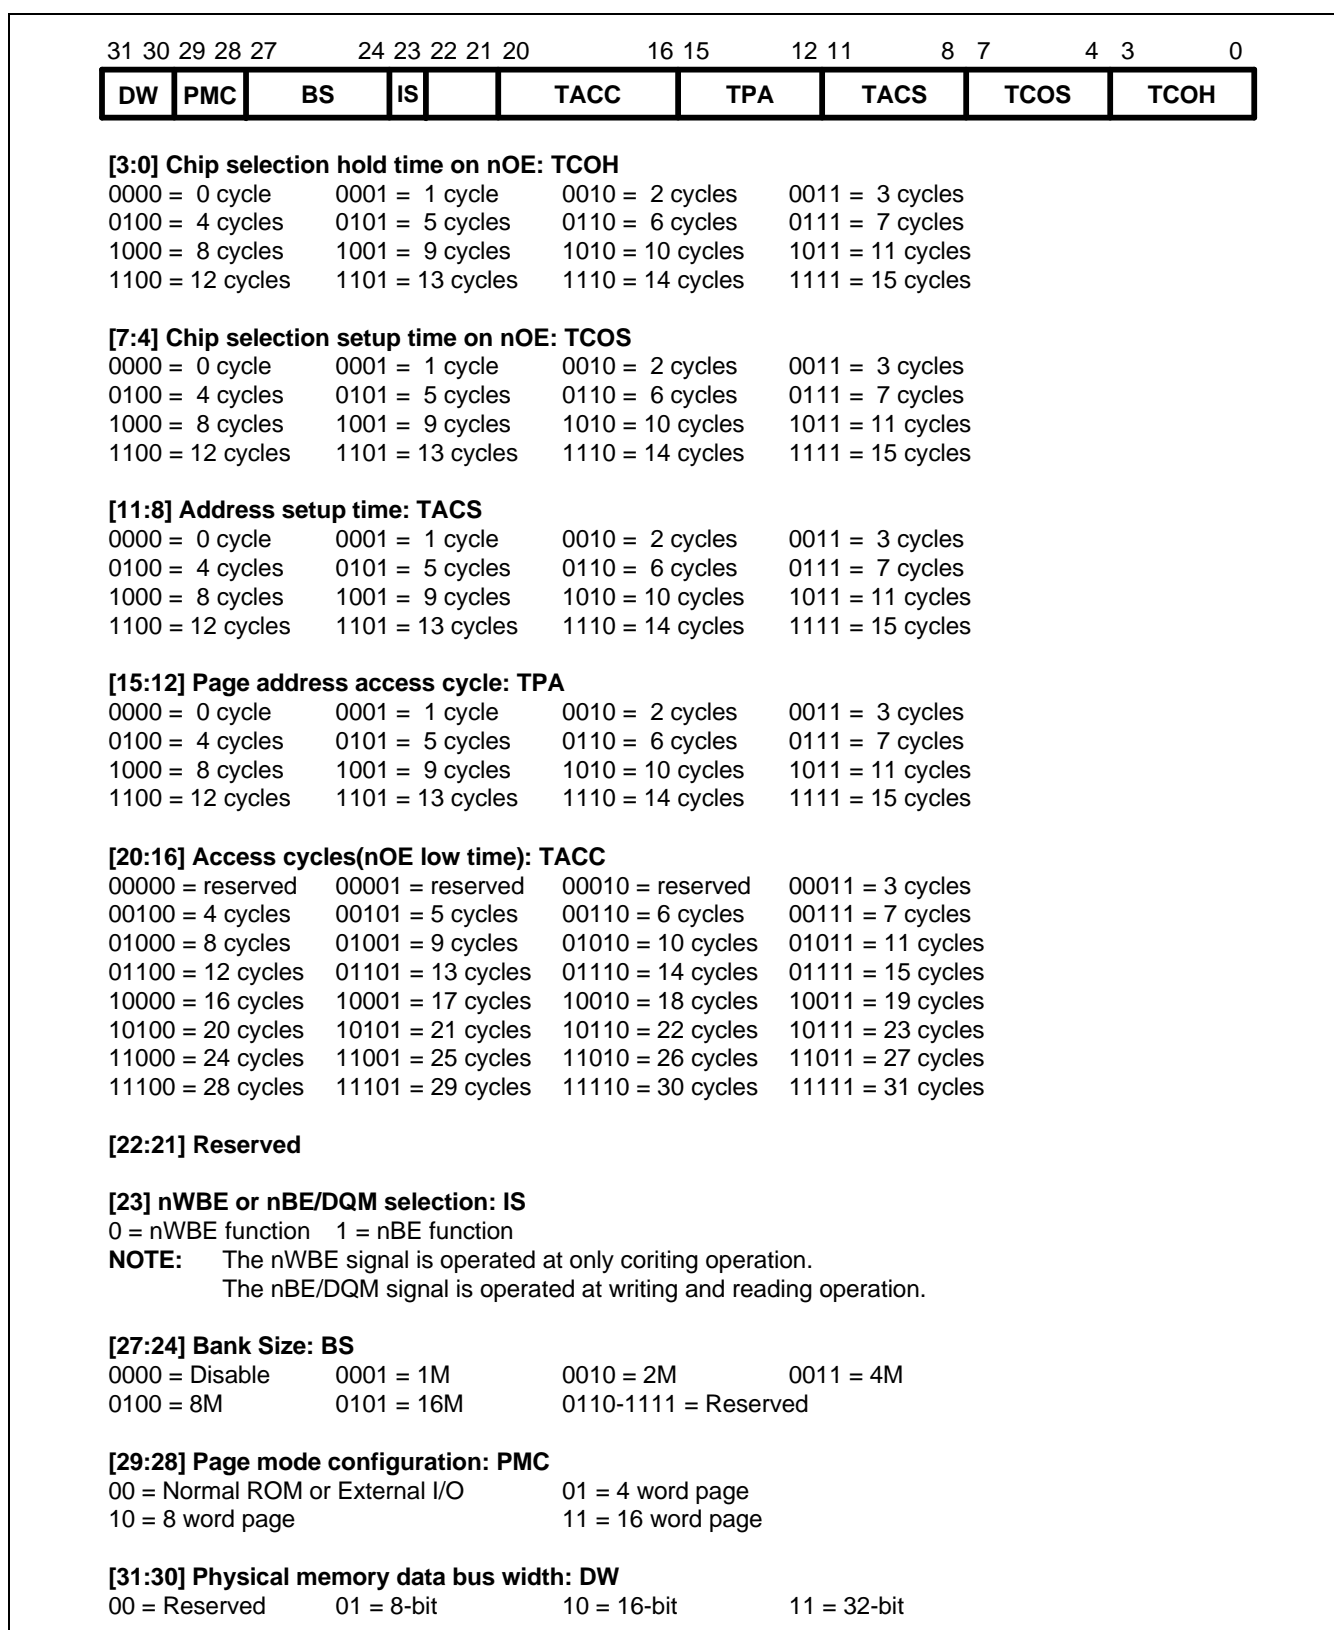 31 30 29 28 27 24 23 22 21 20 16 15 12 11 8 7 4 3 0
DW PMC BS IS TACC TPA TACS TCOS TCOH
[3:0] Chip selection hold time on nOE: TCOH
0000 = 0 cycle 0001 = 1 cycle 0010 = 2 cycles 0011 = 3 cycles
0100 = 4 cycles 0101 = 5 cycles 0110 = 6 cycles 0111 = 7 cycles
1000 = 8 cycles 1001 = 9 cycles 1010 = 10 cycles 1011 = 11 cycles
1100 = 12 cycles 1101 = 13 cycles 1110 = 14 cycles 1111 = 15 cycles
[7:4] Chip selection setup time on nOE: TCOS
0000 = 0 cycle 0001 = 1 cycle 0010 = 2 cycles 0011 = 3 cycles
0100 = 4 cycles 0101 = 5 cycles 0110 = 6 cycles 0111 = 7 cycles
1000 = 8 cycles 1001 = 9 cycles 1010 = 10 cycles 1011 = 11 cycles
1100 = 12 cycles 1101 = 13 cycles 1110 = 14 cycles 1111 = 15 cycles
[11:8] Address setup time: TACS
0000 = 0 cycle 0001 = 1 cycle 0010 = 2 cycles 0011 = 3 cycles
0100 = 4 cycles 0101 = 5 cycles 0110 = 6 cycles 0111 = 7 cycles
1000 = 8 cycles 1001 = 9 cycles 1010 = 10 cycles 1011 = 11 cycles
1100 = 12 cycles 1101 = 13 cycles 1110 = 14 cycles 1111 = 15 cycles
[15:12] Page address access cycle: TPA
0000 = 0 cycle 0001 = 1 cycle 0010 = 2 cycles 0011 = 3 cycles
0100 = 4 cycles 0101 = 5 cycles 0110 = 6 cycles 0111 = 7 cycles
1000 = 8 cycles 1001 = 9 cycles 1010 = 10 cycles 1011 = 11 cycles
1100 = 12 cycles 1101 = 13 cycles 1110 = 14 cycles 1111 = 15 cycles
[20:16] Access cycles(nOE low time): TACC
00000 = reserved 00001 = reserved 00010 = reserved 00011 = 3 cycles
00100 = 4 cycles 00101 = 5 cycles 00110 = 6 cycles 00111 = 7 cycles
01000 = 8 cycles 01001 = 9 cycles 01010 = 10 cycles 01011 = 11 cycles
01100 = 12 cycles 01101 = 13 cycles 01110 = 14 cycles 01111 = 15 cycles
10000 = 16 cycles 10001 = 17 cycles 10010 = 18 cycles 10011 = 19 cycles
10100 = 20 cycles 10101 = 21 cycles 10110 = 22 cycles 10111 = 23 cycles
11000 = 24 cycles 11001 = 25 cycles 11010 = 26 cycles 11011 = 27 cycles
11100 = 28 cycles 11101 = 29 cycles 11110 = 30 cycles 11111 = 31 cycles
[22:21] Reserved
[23] nWBE or nBE/DQM selection: IS
0 = nWBE function 1 = nBE function
NOTE: The nWBE signal is operated at only coriting operation.
The nBE/DQM signal is operated at writing and reading operation.
[27:24] Bank Size: BS
0000 = Disable 0001 = 1M 0010 = 2M 0011 = 4M
0100 = 8M 0101 = 16M 0110-1111 = Reserved
[29:28] Page mode configuration: PMC
00 = Normal ROM or External I/O 01 = 4 word page
10 = 8 word page 11 = 16 word page
[31:30] Physical memory data bus width: DW
00 = Reserved 01 = 8-bit 10 = 16-bit 11 = 32-bit